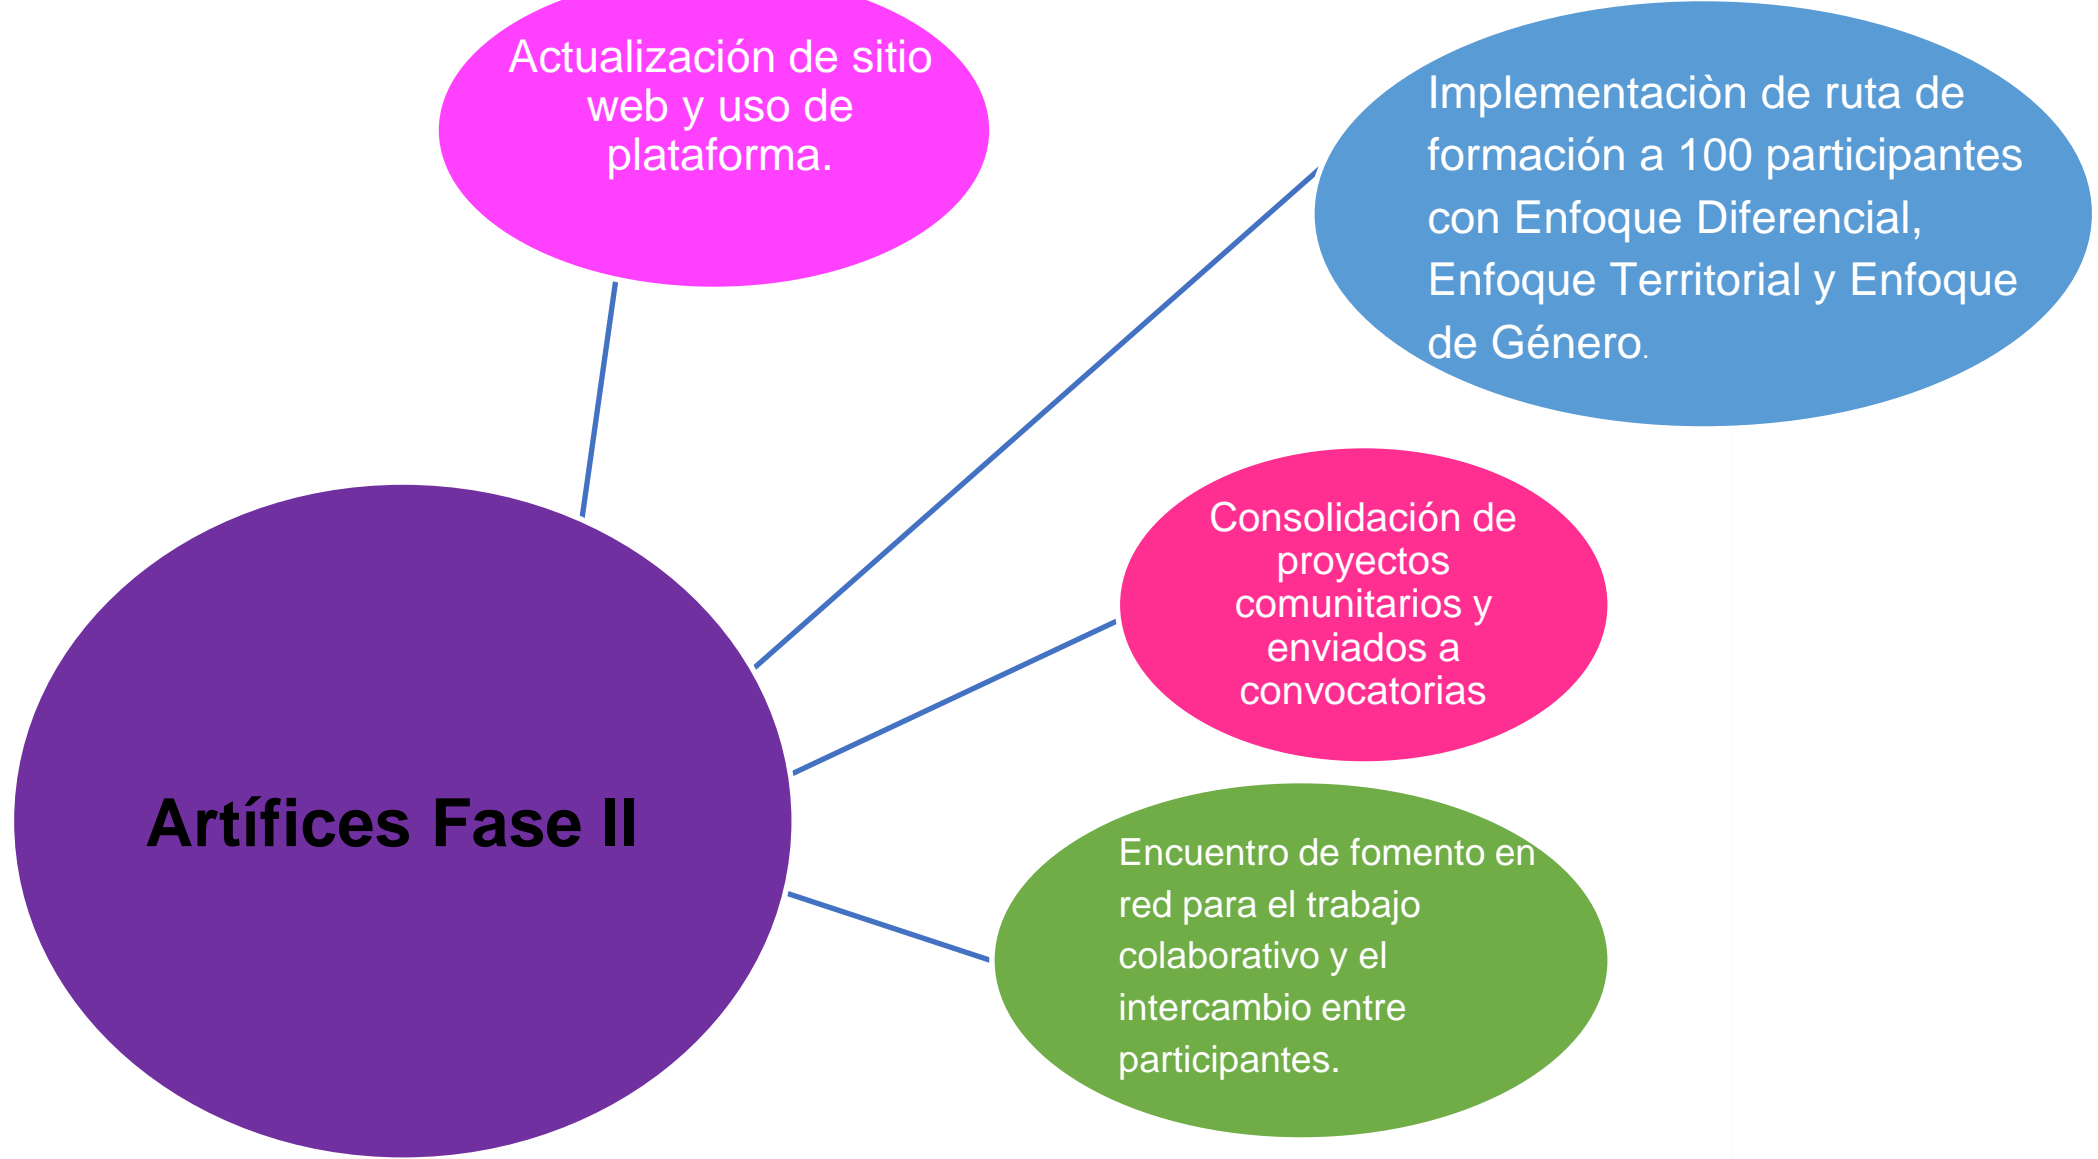 Actualización de sitio
web y uso de
plataforma.
Implementaciòn de ruta de
formación a 100 participantes
con Enfoque Diferencial,
Enfoque Territorial y Enfoque
de Género.
Consolidación de
proyectos
comunitarios y
enviados a
convocatorias
Artífices Fase II
Encuentro de fomento en
red para el trabajo
colaborativo y el
intercambio entre
participantes.